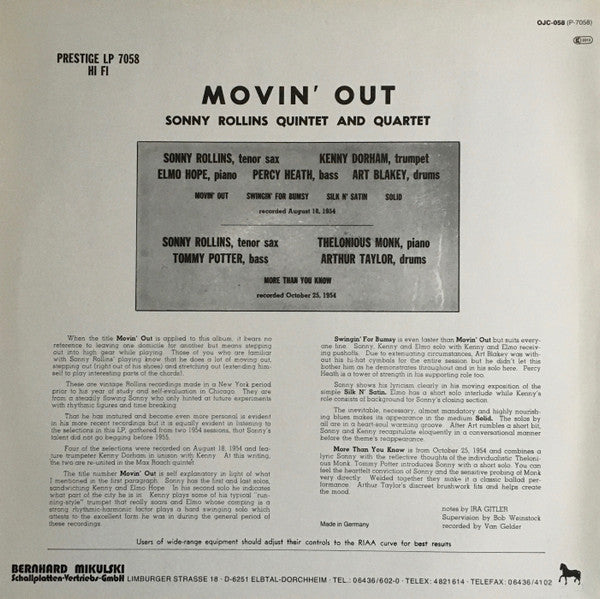 OJC-058 (P-7058)
PRESTIGE LP 7058
HI FI
MOVIN' OUT
SONNY ROLLINS QUINTET AND QUARTET
SONNY ROLLINS, tenor sax KENNY DORHAM, trumpet
ELMO HOPE, piano PERCY HEATH, bass ART BLAKEY, drums
MOVIN' OUT SWINGIN' FOR BUMSY SILK N' SATIN SOLID
recorded August 18, 1954
SONNY ROLLINS, tenor sax THELONIOUS MONK, piano
TOMMY POTTER, bass ARTHUR TAYLOR, drums
MORE THAN YOU KNOW
recorded October 25, 1954
When the title Movin' Out is applied to this album, it bears no
reference to leaving one domicile for another but means stepping
out into high gear while playing. Those of you who are familiar
with Sonny Rollins' playing know that he does a lot of moving out,
stepping out (right out of his shoes) and stretching out (extending him-
self to play interesting parts of the chords).
These are vintage Rollins recordings made in a New York period
prior to his year of study and self-evaluation in Chicago. They are
from a steadily flowing Sonny who only hinted at future experiments
with rhythmic figures and time breaking.
That he has matured and become even more personal is evident
in his more recent recordings but it is equally evident in listening to
the selections in this LP, gathered from two 1954 sessions, that Sonny's
talent did not go begging before 1955.
Four of the selections were recorded on August 18, 1954 and fea-
ture trumpeter Kenny Dorham in unison with Sonny. At this writing,
the two are re-united in the Max Roach quintet.
The title number Movin' Out is self explanatory in light of what
I mentioned in the first paragraph. Sonny has the first and last solos,
sandwiching Kenny and Elmo Hope. In his second solo he indicates
what part of the city he is in. Kenny plays some of his typical "run-
ning-style" trumpet that really soars and Elmo whose comping is a
strong rhythmic-harmonic factor plays a hard swinging solo which
attests to the excellent form he was in during the general period of
these recordings.
Swingin' For Bumsy is even faster than Movin' Out but suits every-
one fine. Sonny, Kenny and Elmo solo with Kenny and Elmo receiv-
ing pushoffs. Due to extenuating circumstances, Art Blakey was with-
out his hi-hat cymbals for the entire session but he didn't let this
bother him as he demonstrates throughout and in his solo here. Percy
Heath is a tower of strength in his supporting role too.
Sonny shows his lyricism clearly in his moving exposition of the
simple Silk N' Satin. Elmo has a short solo interlude while Kenny's
role consists of background for Sonny's closing section.
The inevitable, necessary, almost mandatory and highly nourish-
ing blues makes its appearance in the medium Solid. The solos by
all are in a heart-soul warming groove. After Art rumbles a short bit,
Sonny and Kenny recapitulate eloquently in a conversational manner
before the theme's reappearance.
More Than You Know is from October 25, 1954 and combines a
lyric Sonny with the reflective thoughts of the individualistic Theloni-
ous Monk. Tommy Potter introduces Sonny with a short solo. You can
feel the heartfelt conviction of Sonny and the sensitive probing of Monk
very directly. Welded together they make it a classic ballad per-
formance. Arthur Taylor's discreet brushwork fits and helps create
the mood.
notes by IRA GITLER
Supervision by Bob Weinstock
recorded by Van Gelder
Made in Germany
Users of wide-range equipment should adjust their controls to the RIAA curve for best results
BERNHARD MIKULSKI
Schallplatten-Vertriebs-GmbH LIMBURGER STRASSE 18 · D-6251 ELBTAL-DORCHHEIM · TEL.: 06436/602-0 · TELEX: 4821614 · TELEFAX: 06436/4102